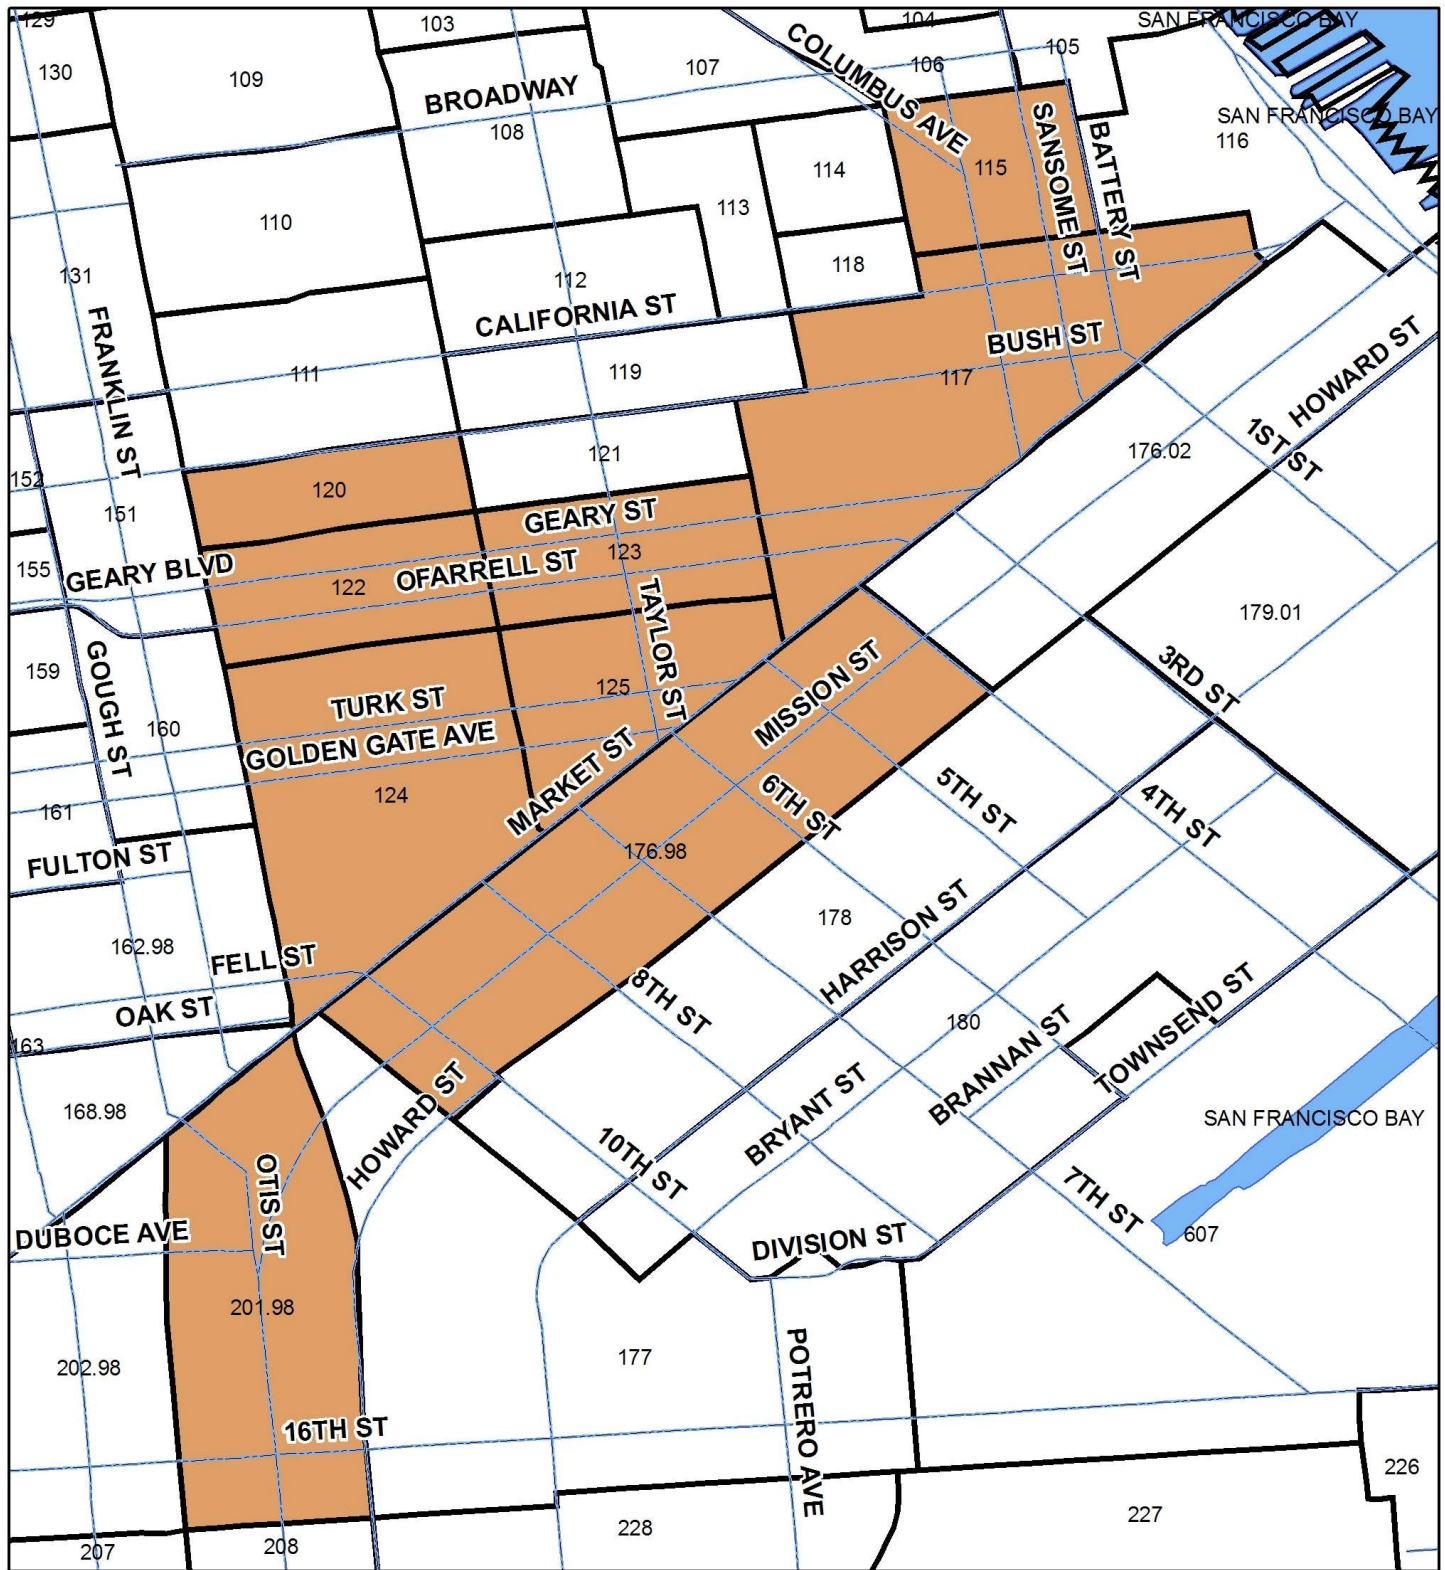 129
103
104
SAN FRANCISCO BAY
130
109
107
COLUMBUS AVE
106
105
BROADWAY
108
SAN FRANCISCO BAY
116
SANSOME ST
BATTERY ST
114
115
113
110
131
112
118
CALIFORNIA ST
FRANKLIN ST
BUSH ST
HOWARD ST
111
119
117
1ST ST
176.02
121
152
120
151
GEARY ST
123
155
GEARY BLVD
122
OFARRELL ST
TAYLOR ST
179.01
159
GOUGH ST
MISSION ST
3RD ST
125
TURK ST
160
GOLDEN GATE AVE
MARKET ST
124
161
6TH ST
5TH ST
4TH ST
FULTON ST
176.98
178
162.98
FELL ST
HARRISON ST
8TH ST
OAK ST
180
TOWNSEND ST
163
BRANNAN ST
168.98
HOWARD ST
BRYANT ST
SAN FRANCISCO BAY
10TH ST
OTIS ST
7TH ST
DUBOCE AVE
DIVISION ST
607
201.98
202.98
177
POTRERO AVE
16TH ST
226
227
228
207
208